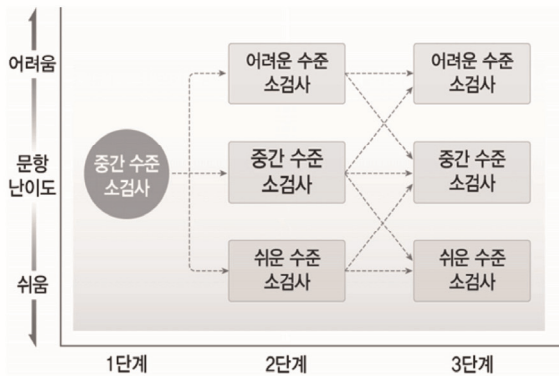 어려움
문항
난이도
쉬움
중간 수준
소검사
어려운 수준
소검사
중간 수준
소검사
쉬운 수준
소검사
어려운 수준
소검사
중간 수준
소검사
쉬운 수준
소검사
1단계
2단계
3단계